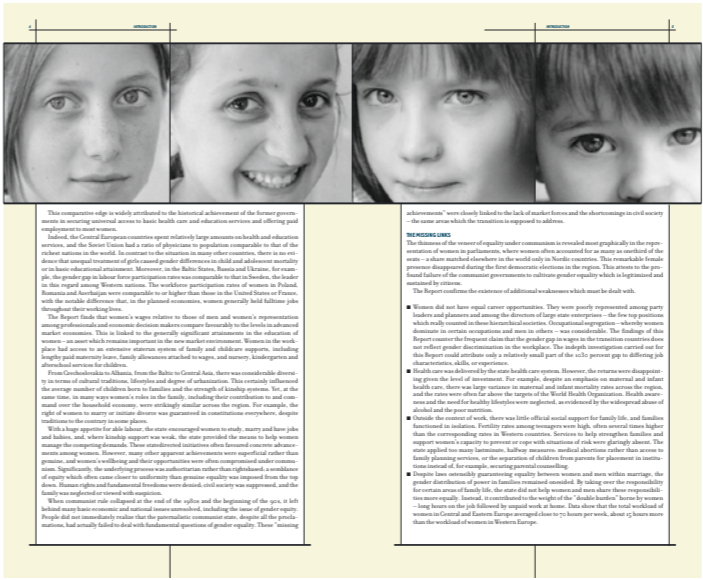 INTRODUCTION
INTRODUCTION
This comparative edge is widely attributed to the historical achievement of the former govern-
ments in securing universal access to basic health care and education services and offering paid
employment to most women.
Indeed, the Central European countries spent relatively large amounts on health and education
services, and the Soviet Union had a ratio of physicians to population comparable to that of the
richest nations in the world. In contrast to the situation in many other countries, there is no evi-
dence that unequal treatment of girls caused gender differences in child and adolescent mortality
or in basic educational attainment. Moreover, in the Baltic States, Russia and Ukraine, for exam-
ple, the gender gap in labour force participation rates was comparable to that in Sweden, the leader
in this regard among Western nations. The workforce participation rates of women in Poland,
Romania and Azerbaijan were comparable to or higher than those in the United States or France,
with the notable difference that, in the planned economies, women generally held fulltime jobs
throughout their working lives.
The Report finds that women's wages relative to those of men and women's representation
among professionals and economic decision makers compare favourably to the levels in advanced
market economies. This is linked to the generally significant attainments in the education of
women – an asset which remains important in the new market environment. Women in the work-
place had access to an extensive staterun system of family and childcare supports, including
lengthy paid maternity leave, family allowances attached to wages, and nursery, kindergarten and
afterschool services for children.
From Czechoslovakia to Albania, from the Baltic to Central Asia, there was considerable diversi-
ty in terms of cultural traditions, lifestyles and degree of urbanization. This certainly influenced
the average number of children born to families and the strength of kinship systems. Yet, at the
same time, in many ways women's roles in the family, including their contribution to and com-
mand over the household economy, were strikingly similar across the region. For example, the
right of women to marry or initiate divorce was guaranteed in constitutions everywhere, despite
traditions to the contrary in some places.
With a huge appetite for able labour, the state encouraged women to study, marry and have jobs
and babies, and, where kinship support was weak, the state provided the means to help women
manage the competing demands. These statedirected initiatives often favoured concrete advance-
ments among women. However, many other apparent achievements were superficial rather than
genuine, and women's wellbeing and their opportunities were often compromised under commu-
nism. Significantly, the underlying process was authoritarian rather than rightsbased: a semblance
of equity which often came closer to uniformity than genuine equality was imposed from the top
down. Human rights and fundamental freedoms were denied, civil society was suppressed, and the
family was neglected or viewed with suspicion.
When communist rule collapsed at the end of the 1980s and the beginning of the 90s, it left
behind many basic economic and national issues unresolved, including the issue of gender equity.
People did not immediately realize that the paternalistic communist state, despite all the procla-
mations, had actually failed to deal with fundamental questions of gender equality. These "missing
achievements" were closely linked to the lack of market forces and the shortcomings in civil society
– the same areas which the transition is supposed to address.
THE MISSING LINKS
The thinness of the veneer of equality under communism is revealed most graphically in the repre-
sentation of women in parliaments, where women often accounted for as many as onethird of the
seats – a share matched elsewhere in the world only in Nordic countries. This remarkable female
presence disappeared during the first democratic elections in the region. This attests to the pro-
found failure of the communist governments to cultivate genuine gender equality which is legitimized and
sustained by citizens.
The Report confirms the existence of additional weaknesses which must be dealt with.
■ Women did not have equal career opportunities. They were poorly represented among party
leaders and planners and among the directors of large state enterprises – the few top positions
which really counted in these hierarchical societies. Occupational segregation – whereby women
dominate in certain occupations and men in others – was considerable. The findings of this
Report counter the frequent claim that the gender gap in wages in the transition countries does
not reflect gender discrimination in the workplace. The indepth investigation carried out for
this Report could attribute only a relatively small part of the percent gap to differing job
characteristics, skills, or experience.
■ Health care was delivered by the state health care system. However, the returns were disappoint-
ing given the level of investment. For example, despite an emphasis on maternal and infant
health care, there was large variance in maternal and infant mortality rates across the region,
and the rates were often far above the targets of the World Health Organization. Health aware-
ness and the need for healthy lifestyles were neglected, as evidenced by the widespread abuse of
alcohol and the poor nutrition.
■ Outside the context of work, there was little official social support for family life, and families
functioned in isolation. Fertility rates among teenagers were high, often several times higher
than the corresponding rates in Western countries. Services to help strengthen families and
support women's capacity to prevent or cope with situations of risk were glaringly absent. The
state applied too many lastminute, halfway measures: medical abortions rather than access to
family planning services, or the separation of children from parents for placement in institu-
tions instead of, for example, securing parental counselling.
■ Despite laws ostensibly guaranteeing equality between women and men within marriage, the
gender distribution of power in families remained onesided. By taking over the responsibility
for certain areas of family life, the state did not help women and men share these responsibili-
ties more equally. Instead, it contributed to the weight of the "double burden" borne by women
– long hours on the job followed by unpaid work at home. Data show that the total workload of
women in Central and Eastern Europe averaged close to 70 hours per week, about 15 hours more
than the workload of women in Western Europe.